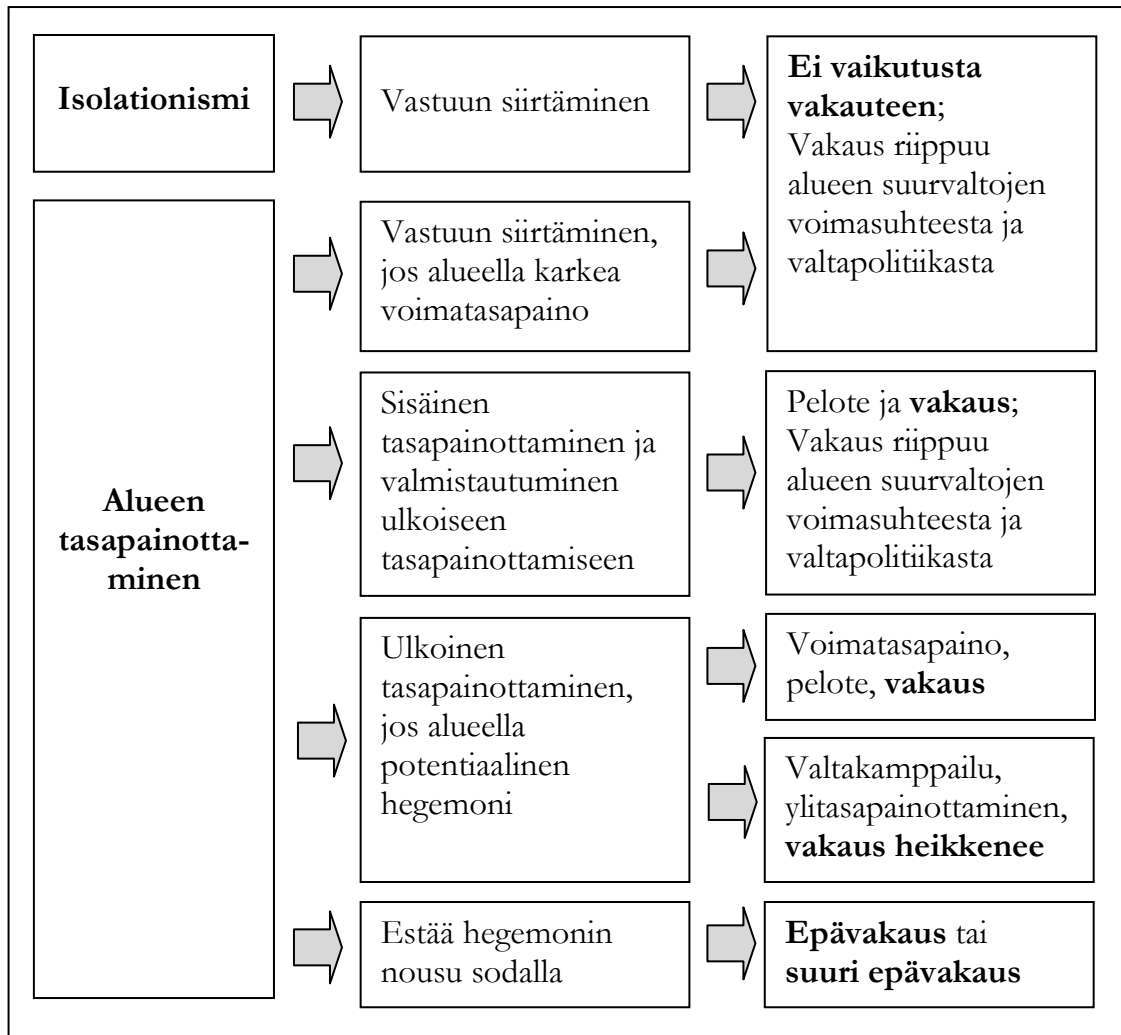 Isolationismi
Vastuun siirtäminen
Ei vaikutusta
vakauteen;
Vakaus riippuu
alueen suurvaltojen
voimasuhteesta ja
valtapolitiikasta
Alueen
tasapainotta-
minen
Vastuun siirtäminen,
jos alueella karkea
voimatasapaino
Sisäinen
tasapainottaminen ja
valmistautuminen
ulkoiseen
tasapainottamiseen
Pelote ja vakaus;
Vakaus riippuu
alueen suurvaltojen
voimasuhteesta ja
valtapolitiikasta
Ulkoinen
tasapainottaminen,
jos alueella
potentiaalinen
hegemoni
Voimatasapaino,
pelote, vakaus
Valtakamppailu,
ylitasapainottaminen,
vakaus heikkenee
Estää hegemonin
nousu sodalla
Epävakaus tai
suuri epävakaus